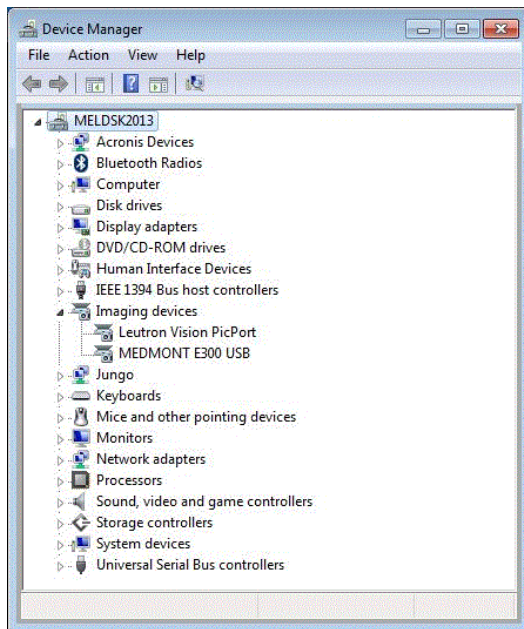 Device Manager
File Action View Help
MELDSK2013
Acronis Devices
Bluetooth Radios
Computer
Disk drives
Display adapters
DVD/CD-ROM drives
Human Interface Devices
IEEE 1394 Bus host controllers
Imaging devices
Leutron Vision PicPort
MEDMONT E300 USB
Jungo
Keyboards
Mice and other pointing devices
Monitors
Network adapters
Processors
Sound, video and game controllers
Storage controllers
System devices
Universal Serial Bus controllers